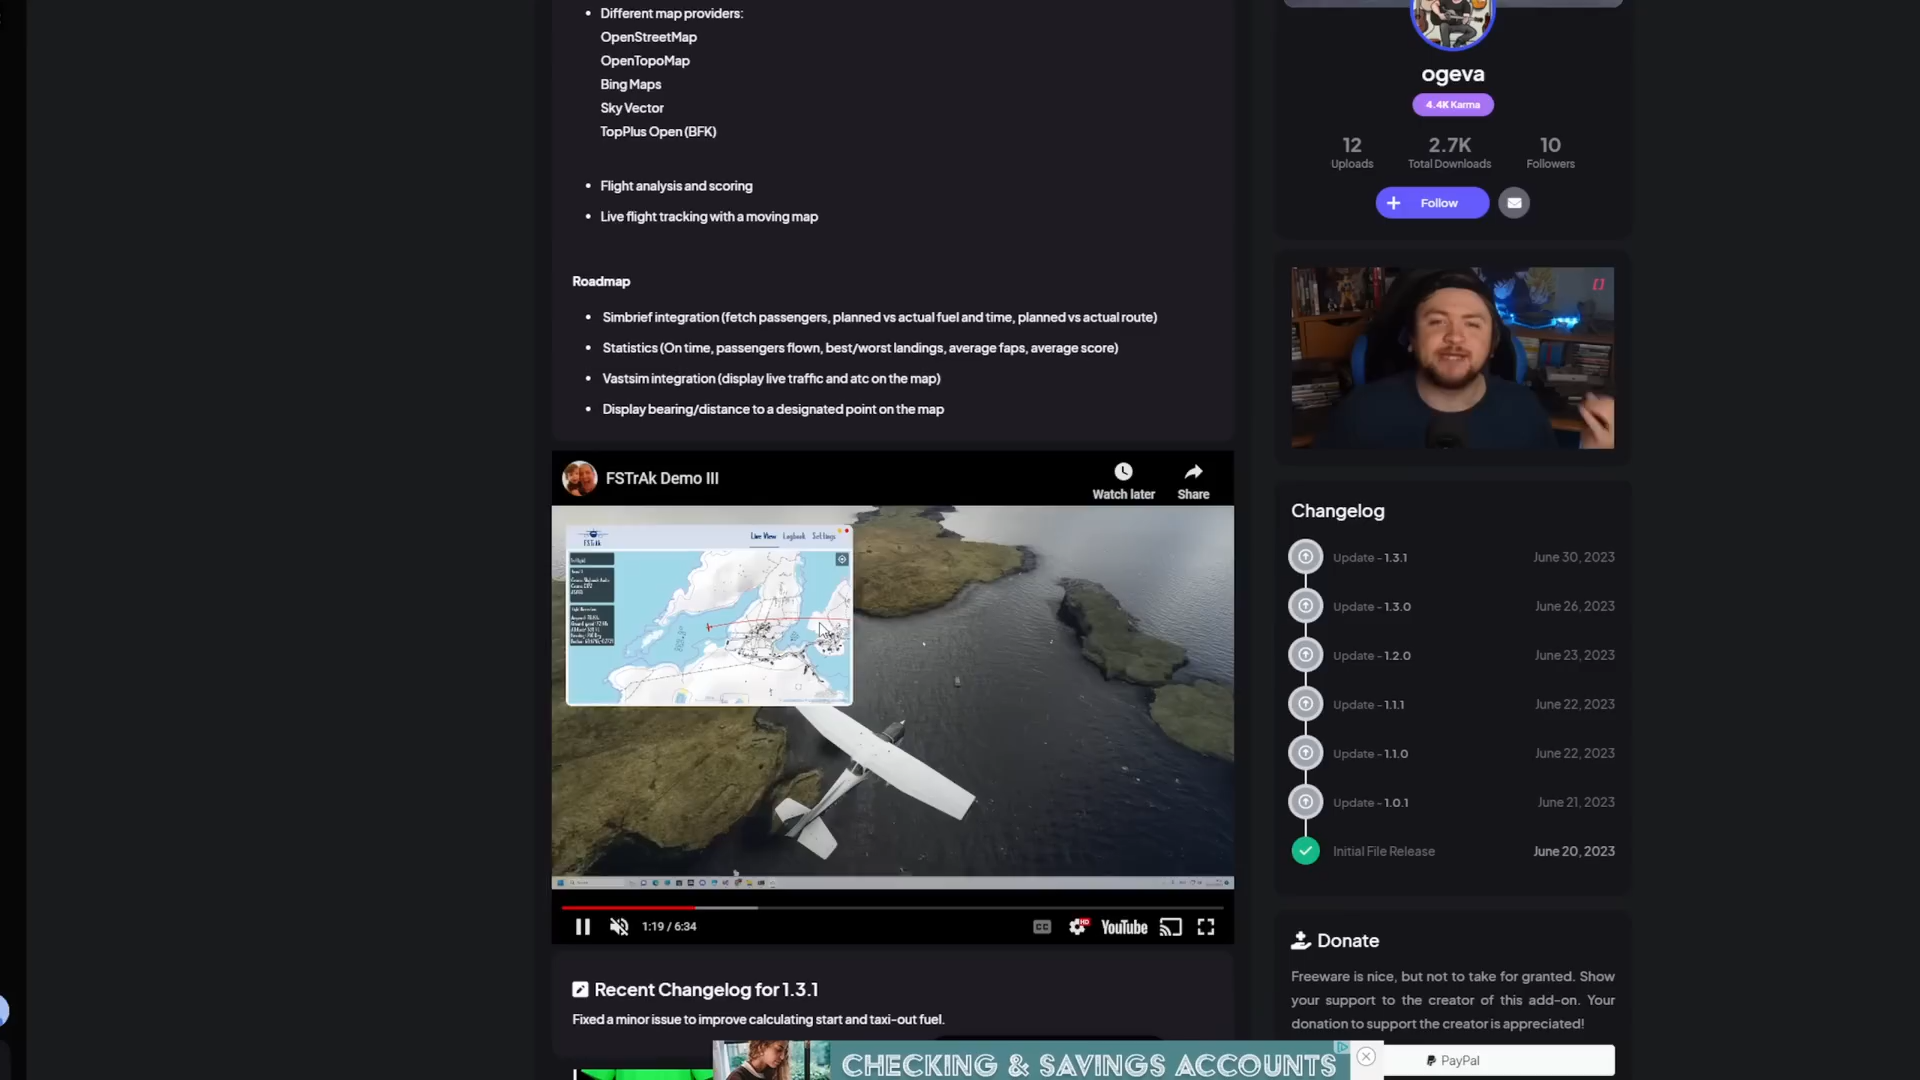 Different map providers:
OpenStreetMap
OpenTopoMap
Bing Maps
Sky Vector
TopPlus Open (BFK)
Flight analysis and scoring
Live flight tracking with a moving map
Roadmap
Simbrief integration (fetch passengers, planned vs actual fuel and time, planned vs actual route)
Statistics (On time, passengers flown, best/worst landings, average faps, average score)
Vastsim integration (display live traffic and atc on the map)
Display bearing/distance to a designated point on the map
FSTrAk Demo III
Watch later
Share
Live View Logbook Settings
FSTrAk
1:19 / 6:34
CC
HD
YouTube
Recent Changelog for 1.3.1
Fixed a minor issue to improve calculating start and taxi-out fuel.
CHECKING & SAVINGS ACCOUNTS
ogeva
4.4K Karma
12 2.7K 10
Uploads Total Downloads Followers
Follow
Changelog
Update - 1.3.1 June 30, 2023
Update - 1.3.0 June 26, 2023
Update - 1.2.0 June 23, 2023
Update - 1.1.1 June 22, 2023
Update - 1.1.0 June 22, 2023
Update - 1.0.1 June 21, 2023
Initial File Release June 20, 2023
Donate
Freeware is nice, but not to take for granted. Show
your support to the creator of this add-on. Your
donation to support the creator is appreciated!
PayPal